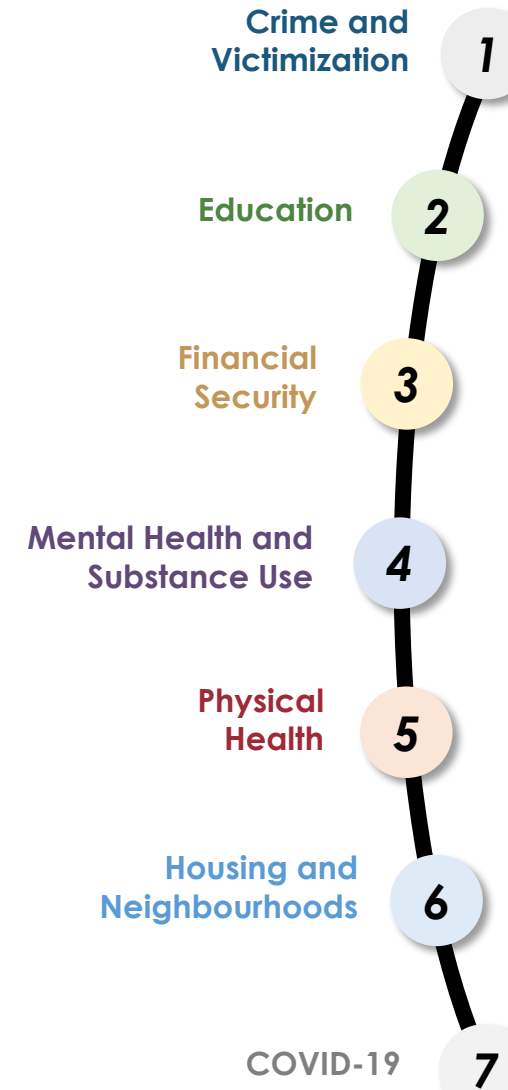 Crime and
Victimization
1
Education
2
Financial
Security
3
Mental Health and
Substance Use
4
Physical
Health
5
Housing and
Neighbourhoods
6
COVID-19
7